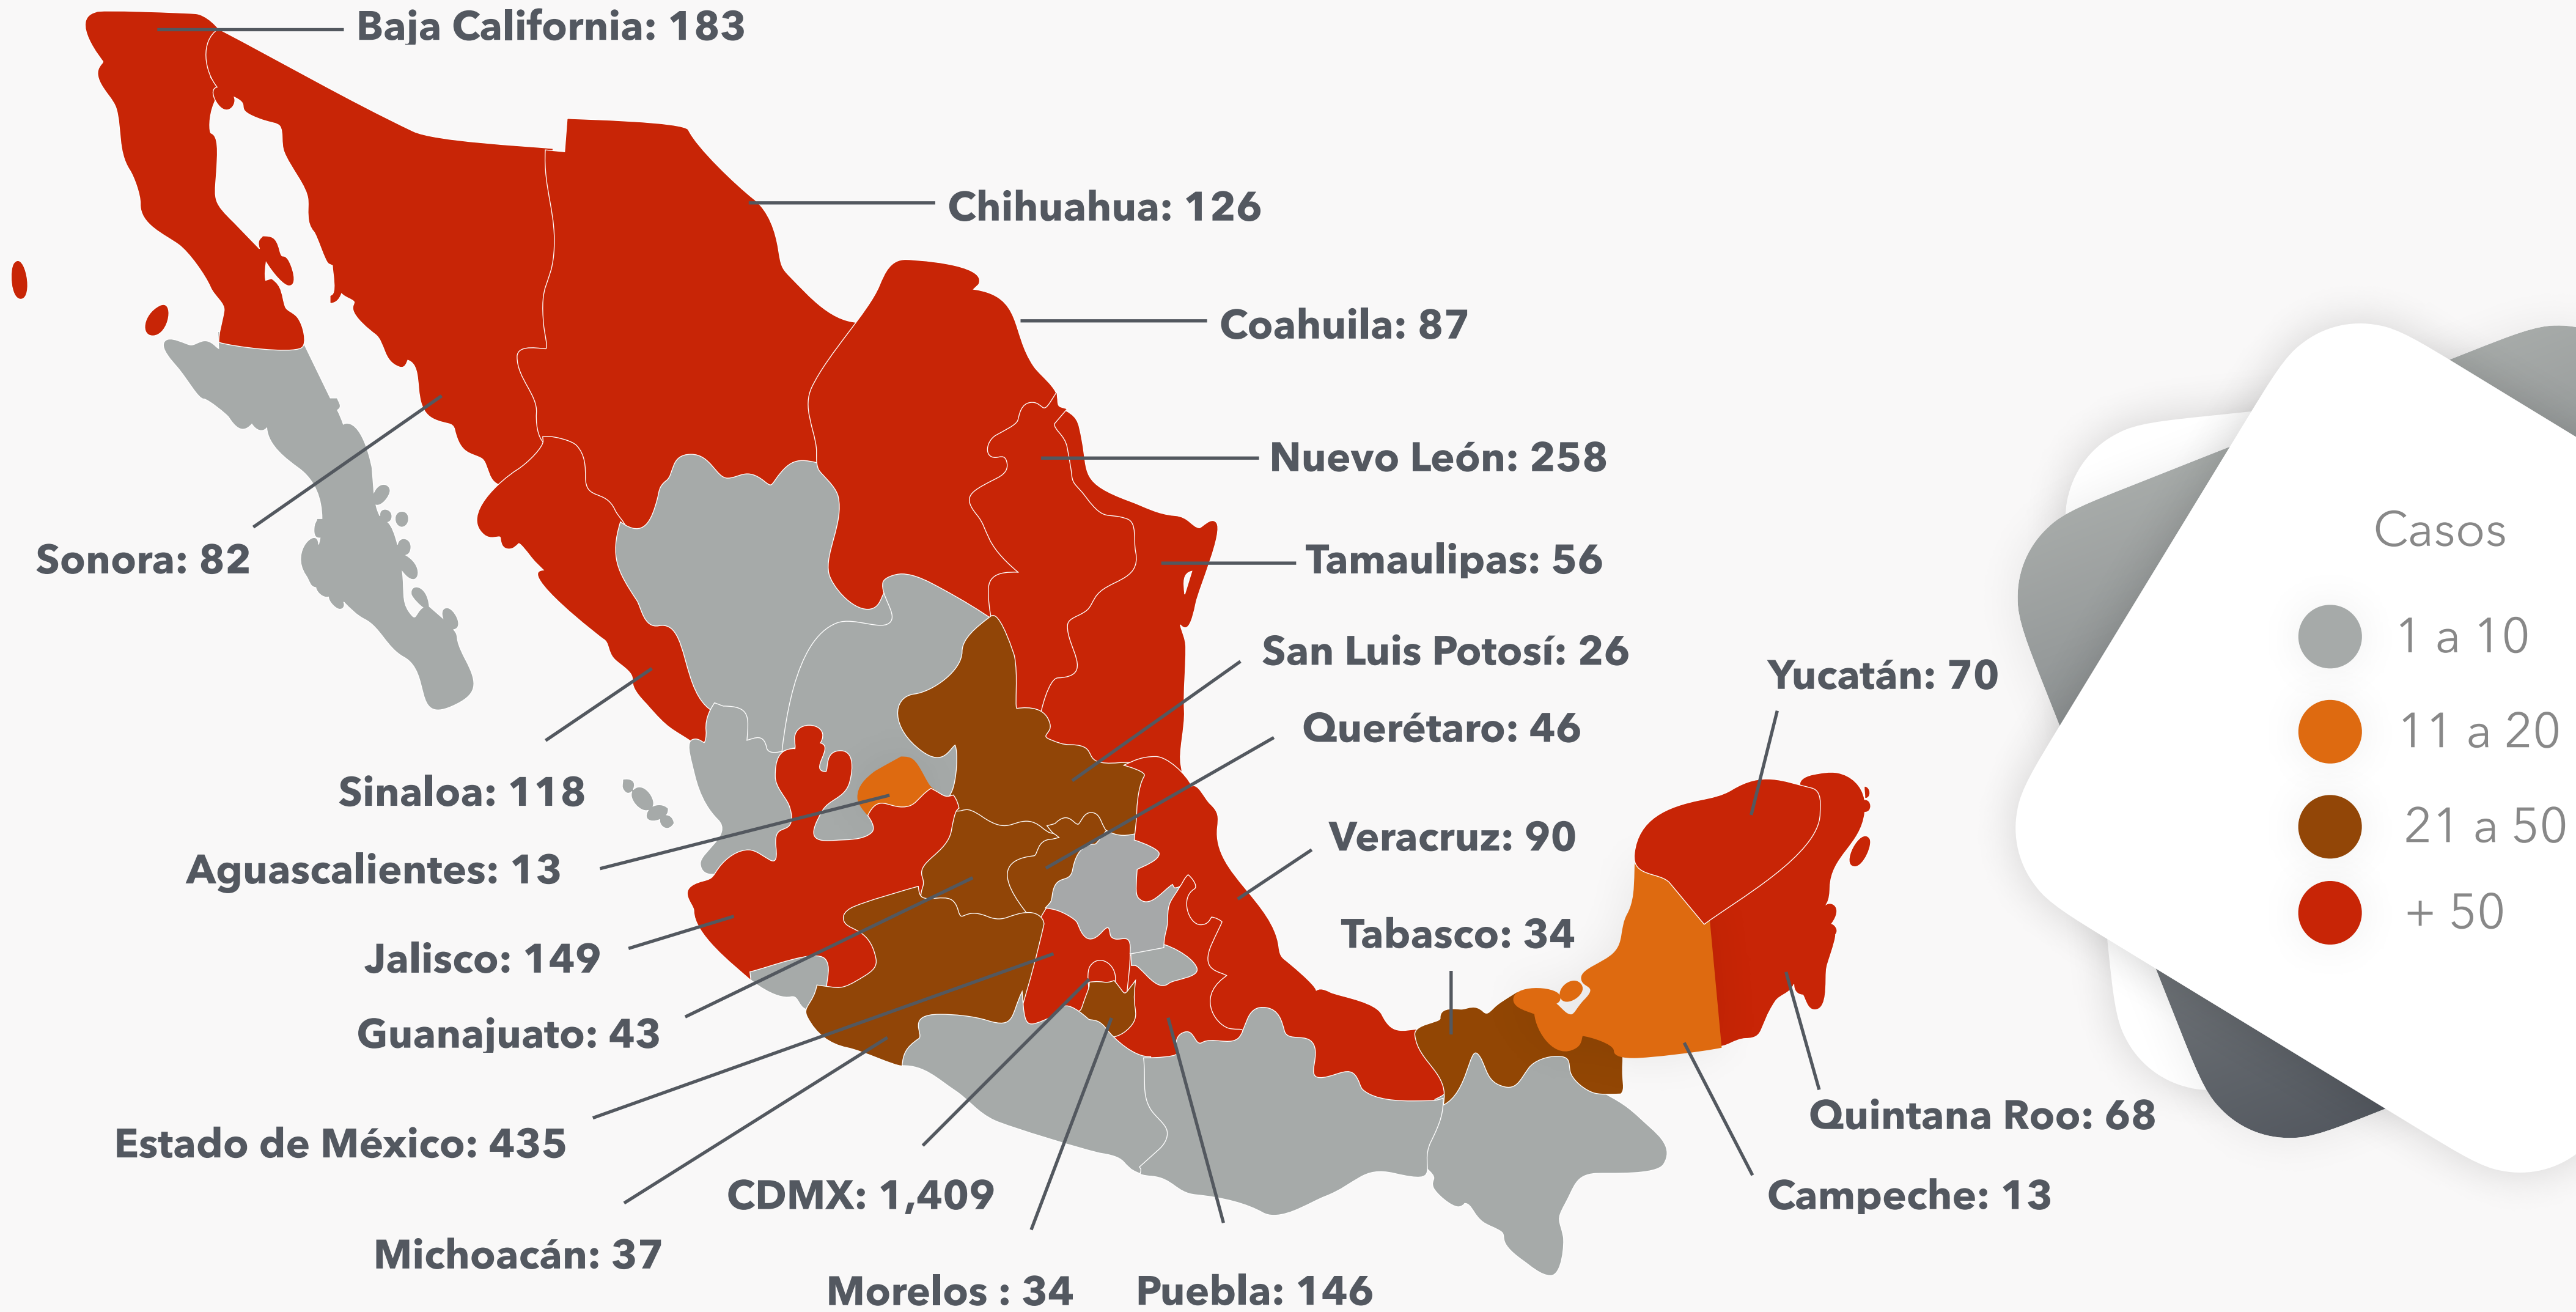 Baja California: 183
Chihuahua: 126
Coahuila: 87
Nuevo León: 258
Tamaulipas: 56
Sonora: 82
San Luis Potosí: 26
Yucatán: 70
Querétaro: 46
Sinaloa: 118
Veracruz: 90
Aguascalientes: 13
Tabasco: 34
Jalisco: 149
Guanajuato: 43
Quintana Roo: 68
Estado de México: 435
CDMX: 1,409
Campeche: 13
Michoacán: 37
Morelos : 34
Puebla: 146
Casos
1 a 10
11 a 20
21 a 50
+ 50